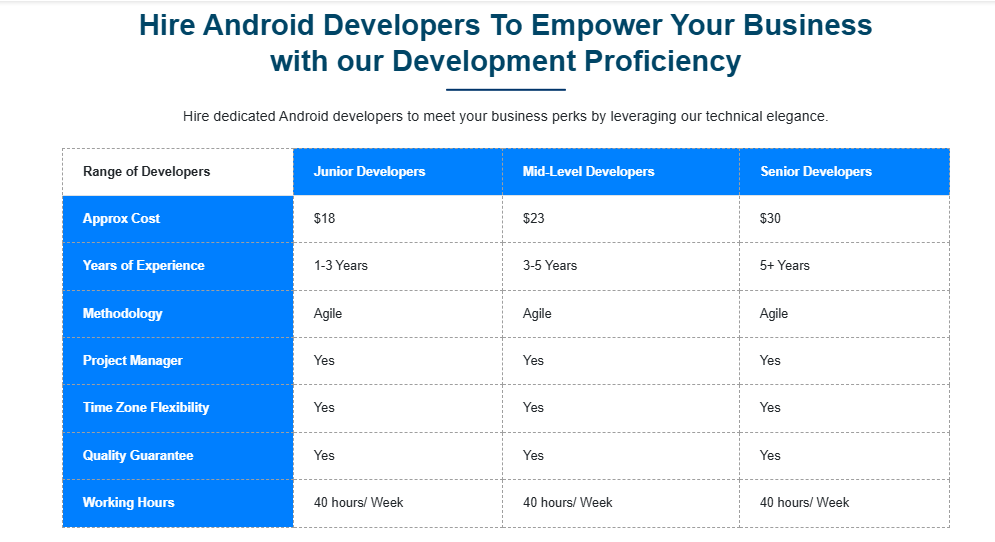 Hire Android Developers To Empower Your Business
with our Development Proficiency
Hire dedicated Android developers to meet your business perks by leveraging our technical elegance.
Range of Developers Junior Developers Mid-Level Developers Senior Developers
Approx Cost $18 $23 $30
Years of Experience 1-3 Years 3-5 Years 5+ Years
Methodology Agile Agile Agile
Project Manager Yes Yes Yes
Time Zone Flexibility Yes Yes Yes
Quality Guarantee Yes Yes Yes
Working Hours 40 hours/ Week 40 hours/ Week 40 hours/ Week